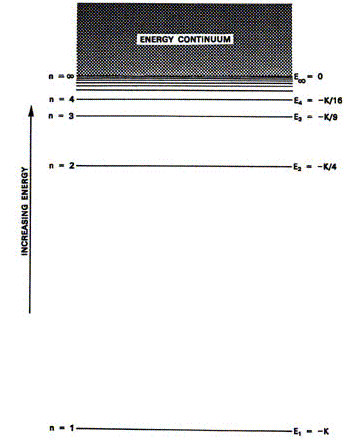 ENERGY CONTINUUM
n = ∞ E∞ = 0
n = 4 E₄ = −K/16
n = 3 E₃ = −K/9
n = 2 E₂ = −K/4
INCREASING ENERGY
n = 1 E₁ = −K